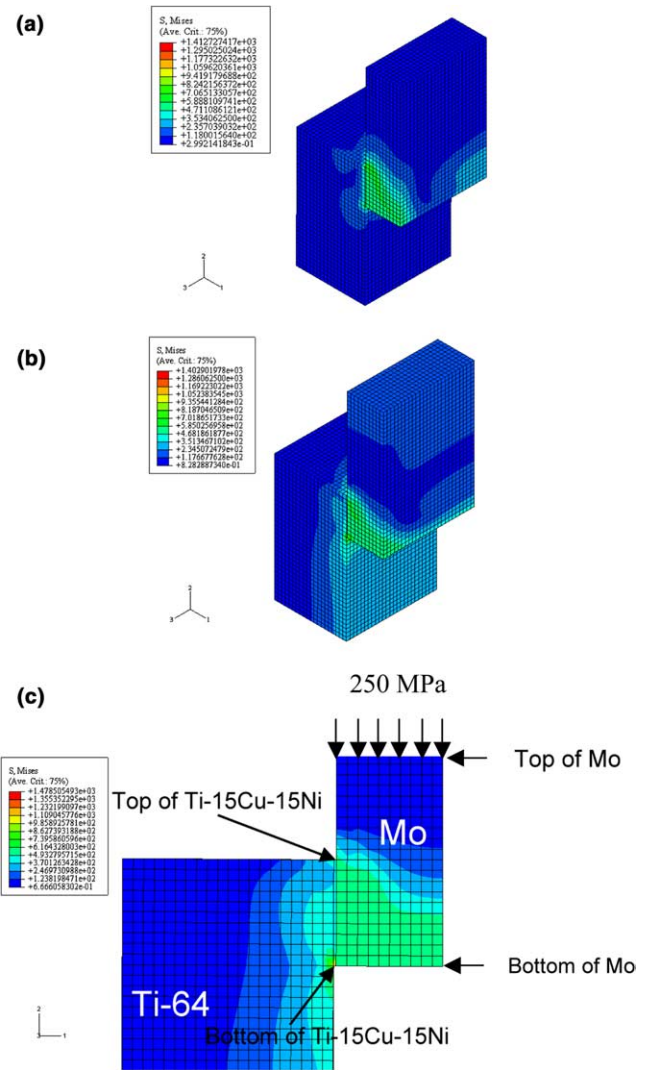 (a)
S, Mises
(Ave. Crit.: 75%)
+1.412727417e+03
+1.295025024e+03
+1.177322632e+03
+1.059620361e+03
+9.419179688e+02
+8.242156372e+02
+7.065133057e+02
+5.888109741e+02
+4.711086121e+02
+3.534062500e+02
+2.357039032e+02
+1.180015640e+02
+2.992141843e-01
2
3
1
(b)
S, Mises
(Ave. Crit.: 75%)
+1.402901978e+03
+1.286062500e+03
+1.169223022e+03
+1.052383545e+03
+9.355441284e+02
+8.187046509e+02
+7.018651733e+02
+5.850256958e+02
+4.681861877e+02
+3.513467102e+02
+2.345072479e+02
+1.176677628e+02
+8.282887340e-01
2
3
1
(c)
250 MPa
S, Mises
(Ave. Crit.: 75%)
+1.478505493e+03
+1.355352295e+03
+1.232199097e+03
+1.109045776e+03
+9.858925781e+02
+8.627393188e+02
+7.395860596e+02
+6.164328003e+02
+4.932795715e+02
+3.701263428e+02
+2.469730988e+02
+1.238198471e+02
+6.666058302e-01
Top of Mo
Top of Ti-15Cu-15Ni
Mo
Bottom of Mo
Ti-64
Bottom of Ti-15Cu-15Ni
2
3
1